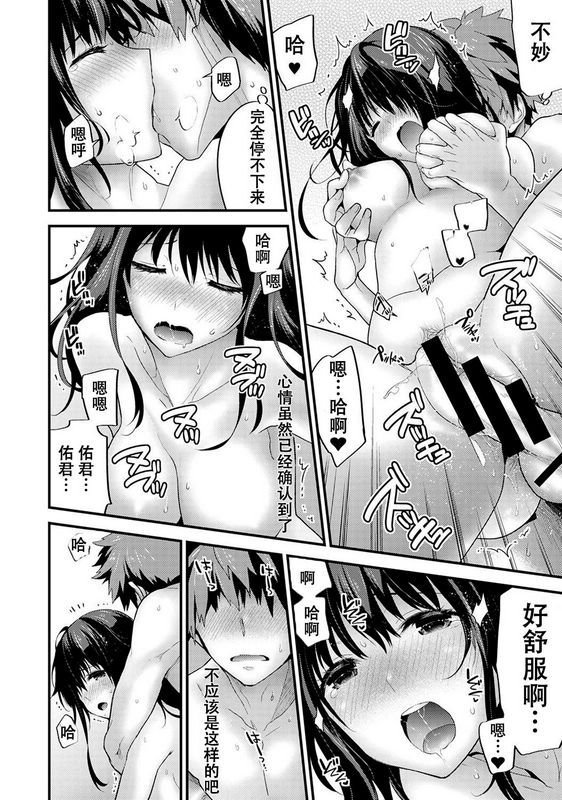 不妙
哈♥
嗯…哈啊♥
好舒服啊…
啊
哈啊
嗯♥
完全停不下来
嗯
嗯呼
哈啊
嗯
心情虽然已经确认到了
嗯嗯
佑君…
佑君…
不应该是这样的吧
哈
哈